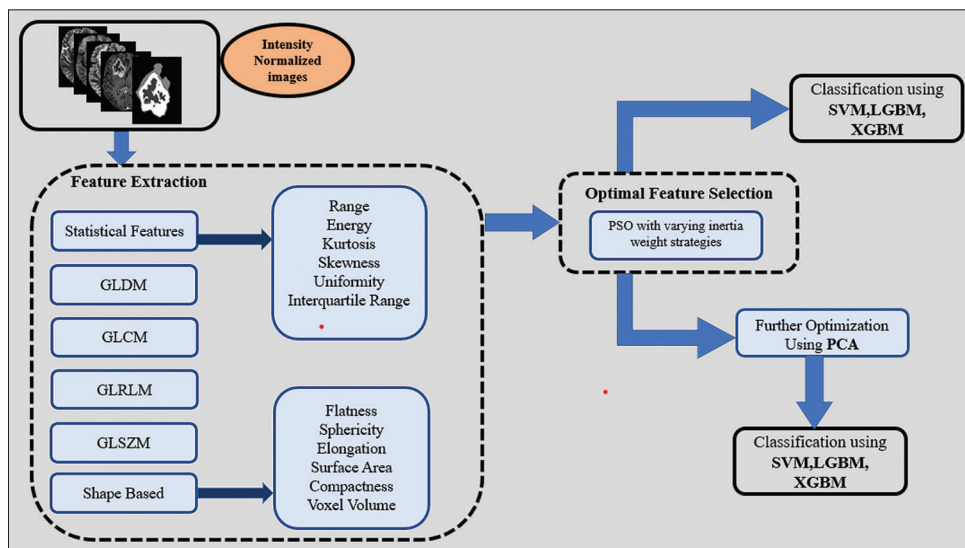 Intensity
Normalized
images
Feature Extraction
Statistical Features
GLDM
GLCM
GLRLM
GLSZM
Shape Based
Range
Energy
Kurtosis
Skewness
Uniformity
Interquartile Range
Flatness
Sphericity
Elongation
Surface Area
Compactness
Voxel Volume
Optimal Feature Selection
PSO with varying inertia
weight strategies
Classification using
SVM,LGBM,
XGBM
Further Optimization
Using PCA
Classification using
SVM,LGBM,
XGBM